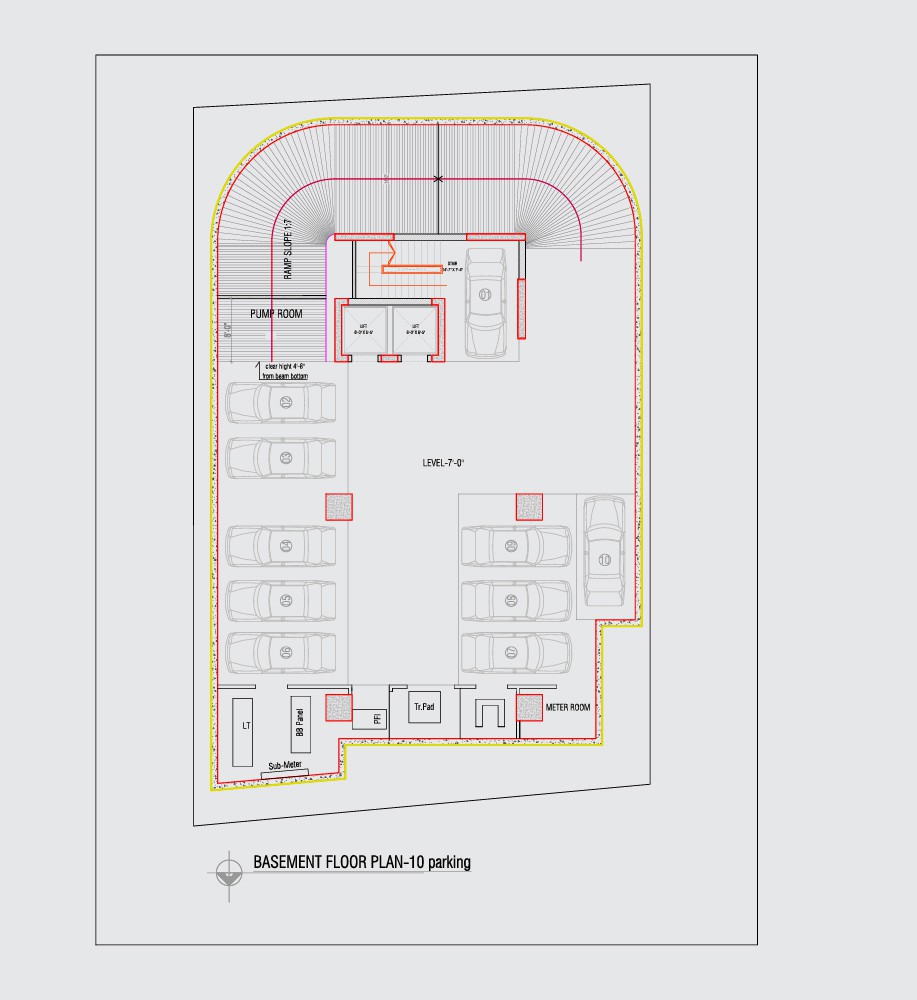 RAMP SLOPE 1:7
STAIR
01
LIFT
LIFT
PUMP ROOM
8'-0"
clear hight 4'-6"
from beam bottom
02
03
LEVEL-7'-0"
04
05
10
06
07
LT
BB Panel
PFI
Tr.Pad
METER ROOM
Sub-Meter
BASEMENT FLOOR PLAN-10 parking